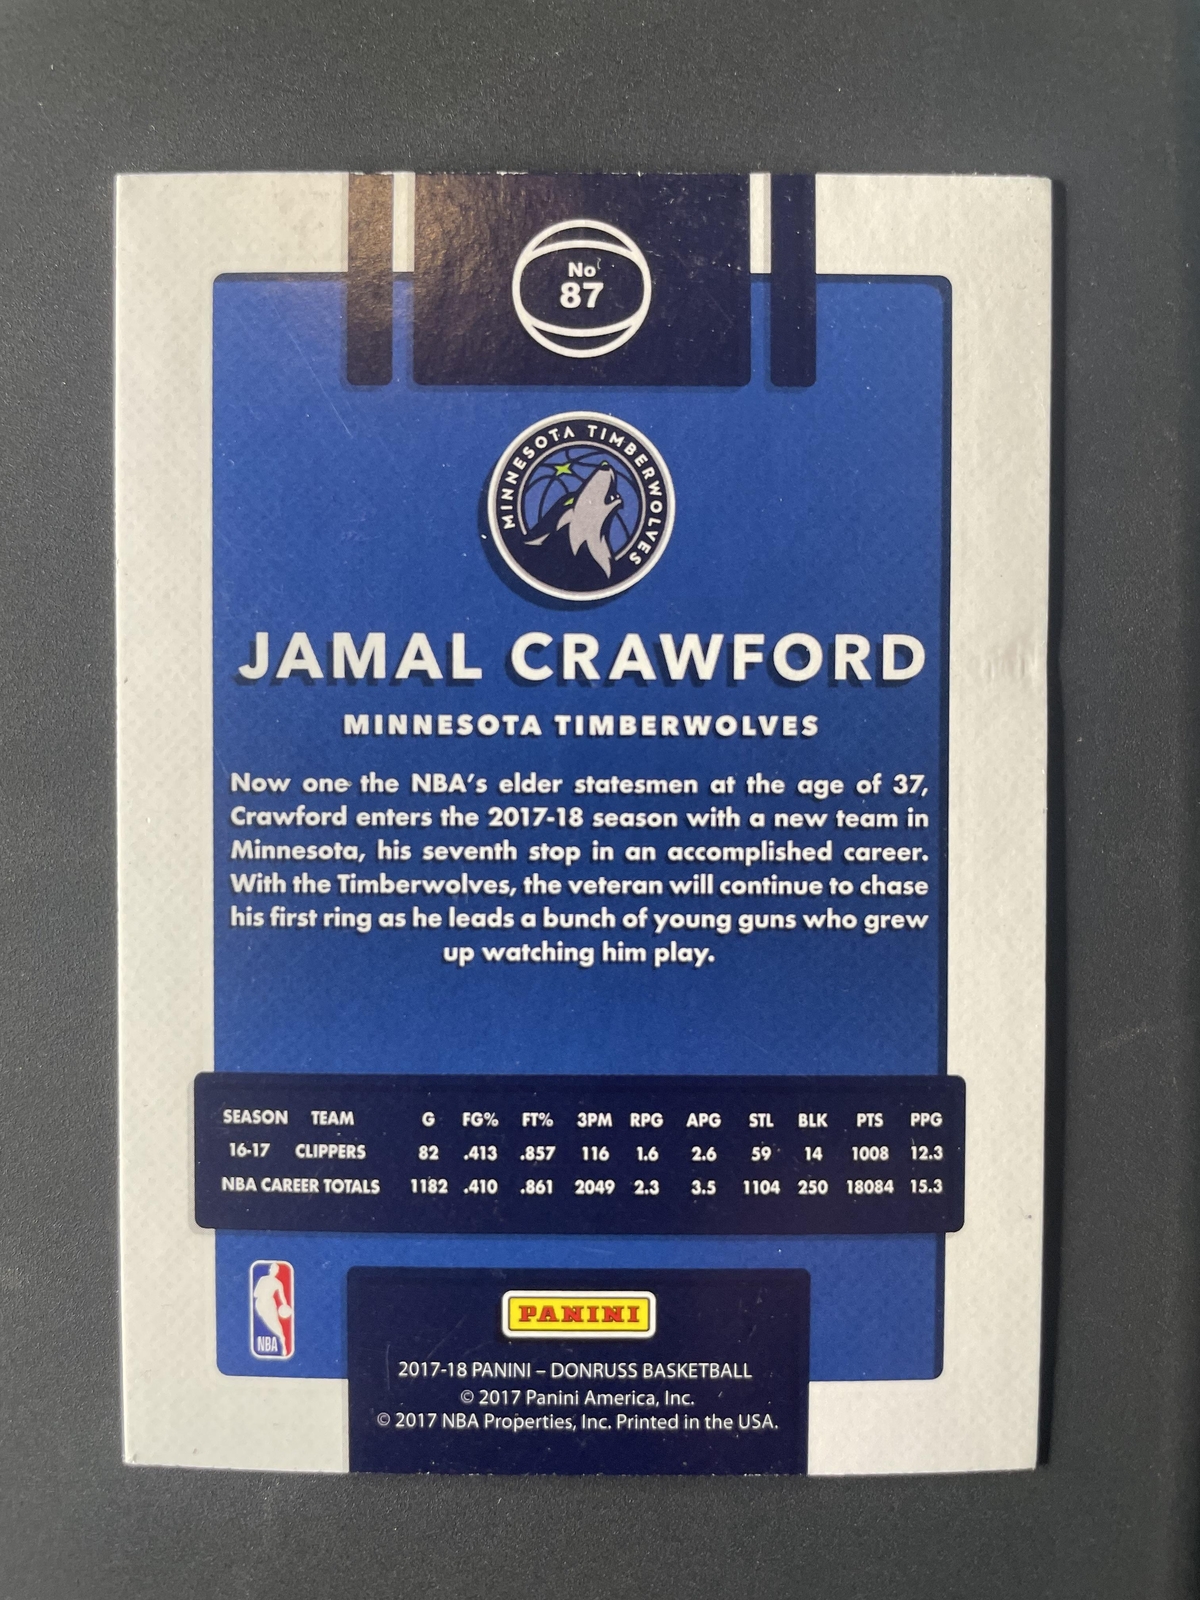 No
87
MINNESOTA TIMBERWOLVES
JAMAL CRAWFORD
MINNESOTA TIMBERWOLVES
Now one the NBA's elder statesmen at the age of 37,
Crawford enters the 2017-18 season with a new team in
Minnesota, his seventh stop in an accomplished career.
With the Timberwolves, the veteran will continue to chase
his first ring as he leads a bunch of young guns who grew
up watching him play.
SEASON TEAM G FG% FT% 3PM RPG APG STL BLK PTS PPG
16-17 CLIPPERS 82 .413 .857 116 1.6 2.6 59 14 1008 12.3
NBA CAREER TOTALS 1182 .410 .861 2049 2.3 3.5 1104 250 18084 15.3
NBA
PANINI
2017-18 PANINI – DONRUSS BASKETBALL
© 2017 Panini America, Inc.
© 2017 NBA Properties, Inc. Printed in the USA.